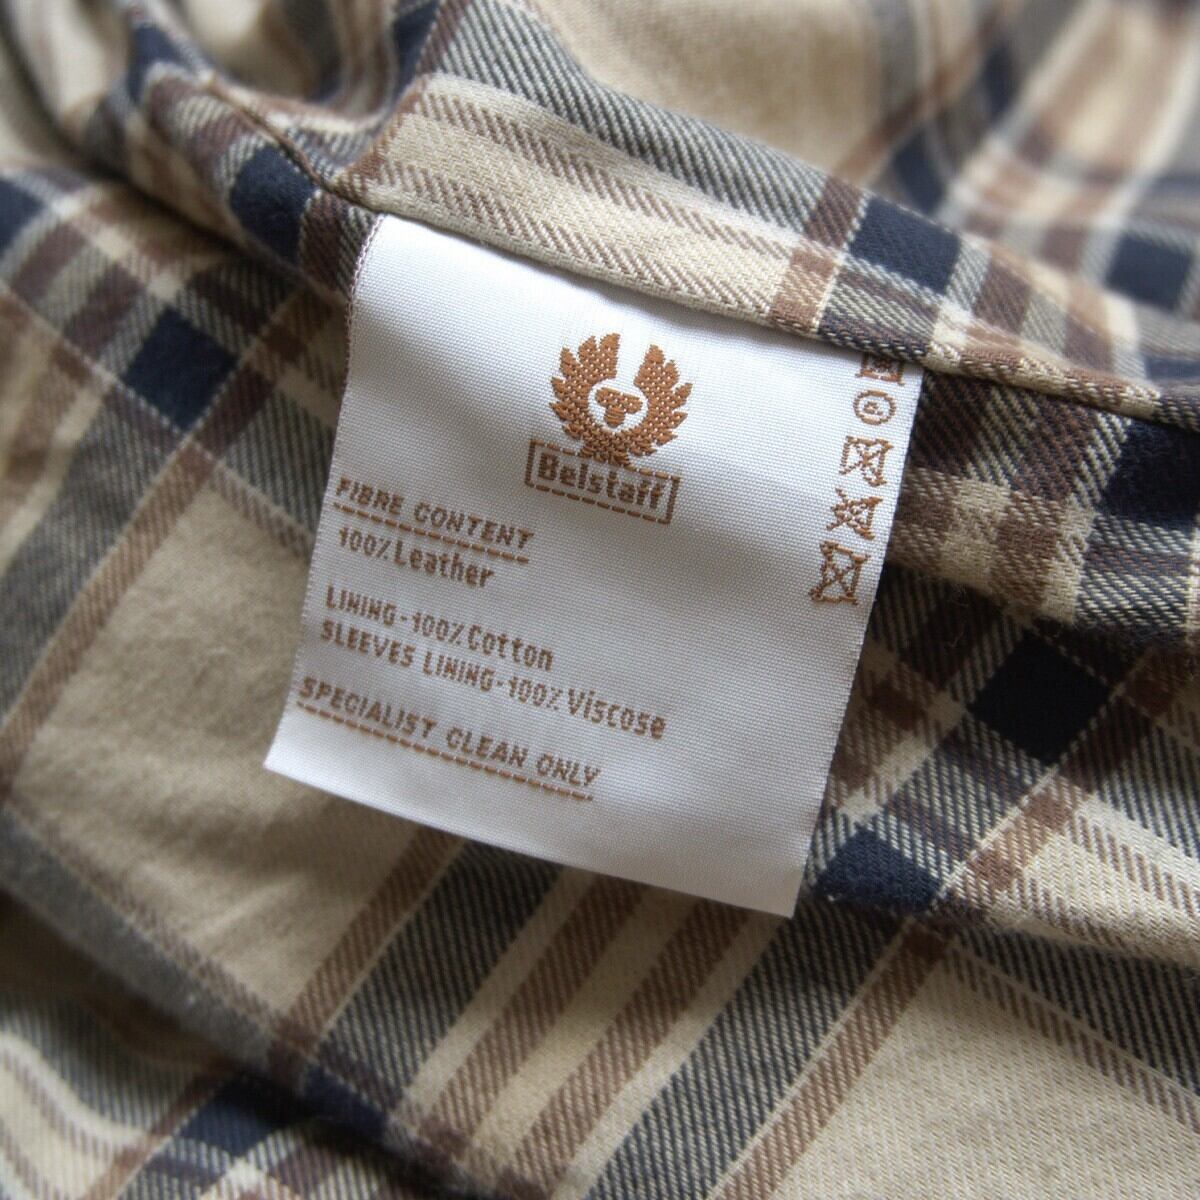 Belstaff
FIBRE CONTENT
100% Leather
LINING-100% Cotton
SLEEVES LINING-100% Viscose
SPECIALIST CLEAN ONLY